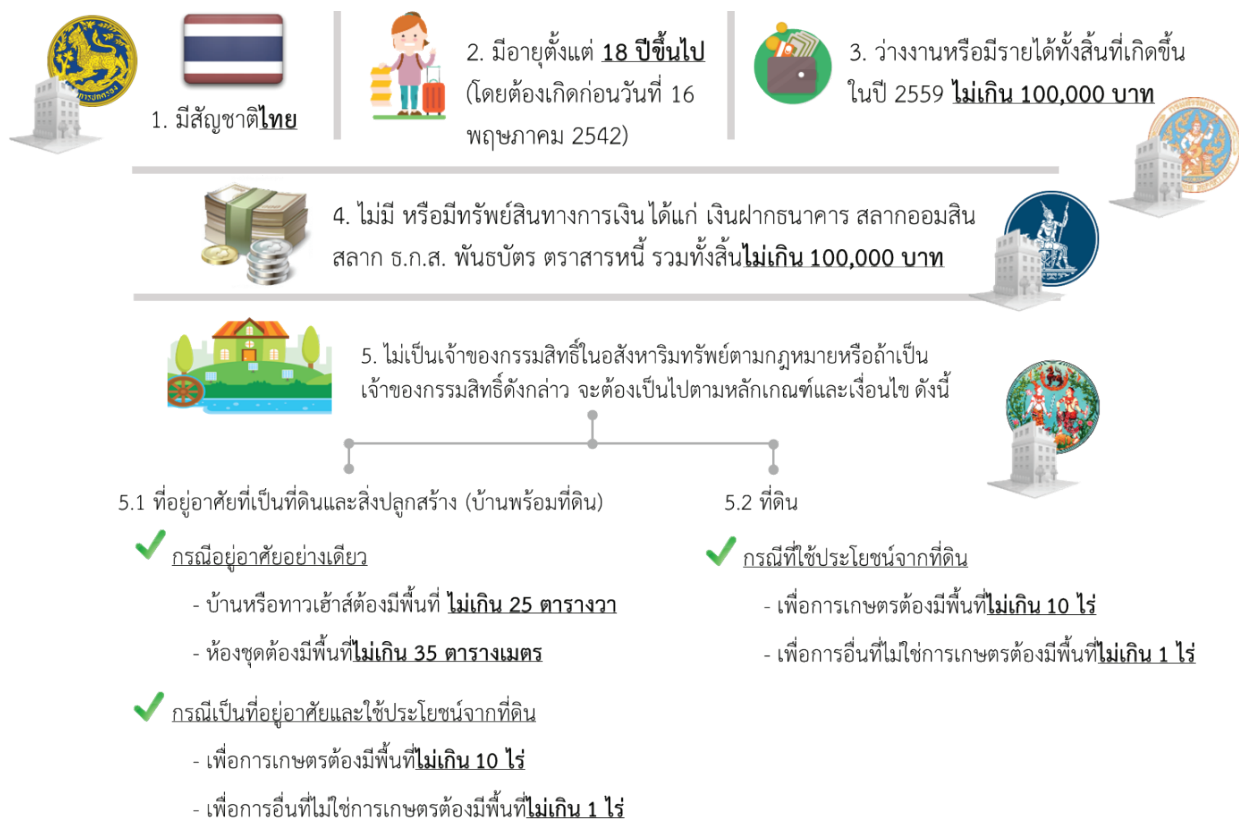 1. มีสัญชาติไทย
2. มีอายุตั้งแต่ 18 ปีขึ้นไป
(โดยต้องเกิดก่อนวันที่ 16
พฤษภาคม 2542)
3. ว่างงานหรือมีรายได้ทั้งสิ้นที่เกิดขึ้น
ในปี 2559 ไม่เกิน 100,000 บาท
4. ไม่มี หรือมีทรัพย์สินทางการเงิน ได้แก่ เงินฝากธนาคาร สลากออมสิน
สลาก ธ.ก.ส. พันธบัตร ตราสารหนี้ รวมทั้งสิ้นไม่เกิน 100,000 บาท
5. ไม่เป็นเจ้าของกรรมสิทธิ์ในอสังหาริมทรัพย์ตามกฎหมายหรือถ้าเป็น
เจ้าของกรรมสิทธิ์ดังกล่าว จะต้องเป็นไปตามหลักเกณฑ์และเงื่อนไข ดังนี้
5.1 ที่อยู่อาศัยที่เป็นที่ดินและสิ่งปลูกสร้าง (บ้านพร้อมที่ดิน)
กรณีอยู่อาศัยอย่างเดียว
- บ้านหรือทาวเฮ้าส์ต้องมีพื้นที่ ไม่เกิน 25 ตารางวา
- ห้องชุดต้องมีพื้นที่ไม่เกิน 35 ตารางเมตร
กรณีเป็นที่อยู่อาศัยและใช้ประโยชน์จากที่ดิน
- เพื่อการเกษตรต้องมีพื้นที่ไม่เกิน 10 ไร่
- เพื่อการอื่นที่ไม่ใช่การเกษตรต้องมีพื้นที่ไม่เกิน 1 ไร่
5.2 ที่ดิน
กรณีที่ใช้ประโยชน์จากที่ดิน
- เพื่อการเกษตรต้องมีพื้นที่ไม่เกิน 10 ไร่
- เพื่อการอื่นที่ไม่ใช่การเกษตรต้องมีพื้นที่ไม่เกิน 1 ไร่